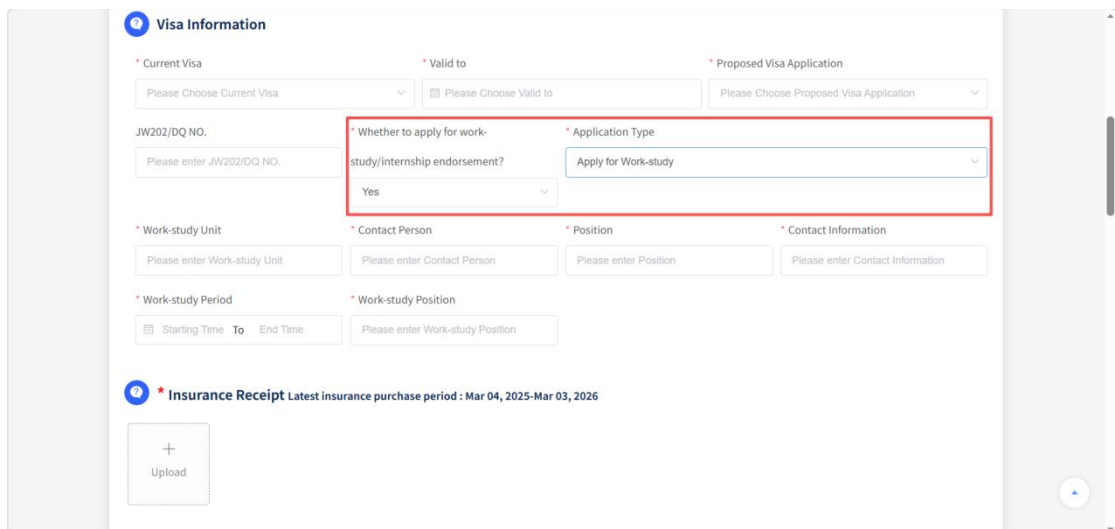 Visa Information
* Current Visa
* Valid to
* Proposed Visa Application
Please Choose Current Visa
Please Choose Valid to
Please Choose Proposed Visa Application
JW202/DQ NO.
* Whether to apply for work-
study/internship endorsement?
* Application Type
Please enter JW202/DQ NO.
Apply for Work-study
Yes
* Work-study Unit
* Contact Person
* Position
* Contact Information
Please enter Work-study Unit
Please enter Contact Person
Please enter Position
Please enter Contact Information
* Work-study Period
* Work-study Position
Starting Time To End Time
Please enter Work-study Position
* Insurance Receipt Latest insurance purchase period : Mar 04, 2025-Mar 03, 2026
Upload